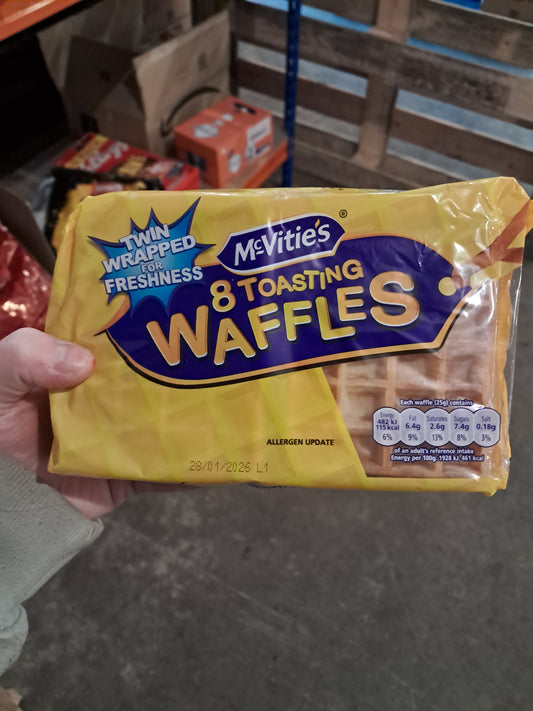 TWIN
WRAPPED
FOR
FRESHNESS
McVitie's ®
8 TOASTING
WAFFLES
Each waffle (25g) contains
Energy
482 kJ
115 kcal
6%
Fat
6.4g
9%
Saturates
2.6g
13%
Sugars
7.4g
8%
Salt
0.18g
3%
of an adult's reference intake
Energy per 100g: 1928 kJ, 461 kcal
ALLERGEN UPDATE
28/01/2026 L1